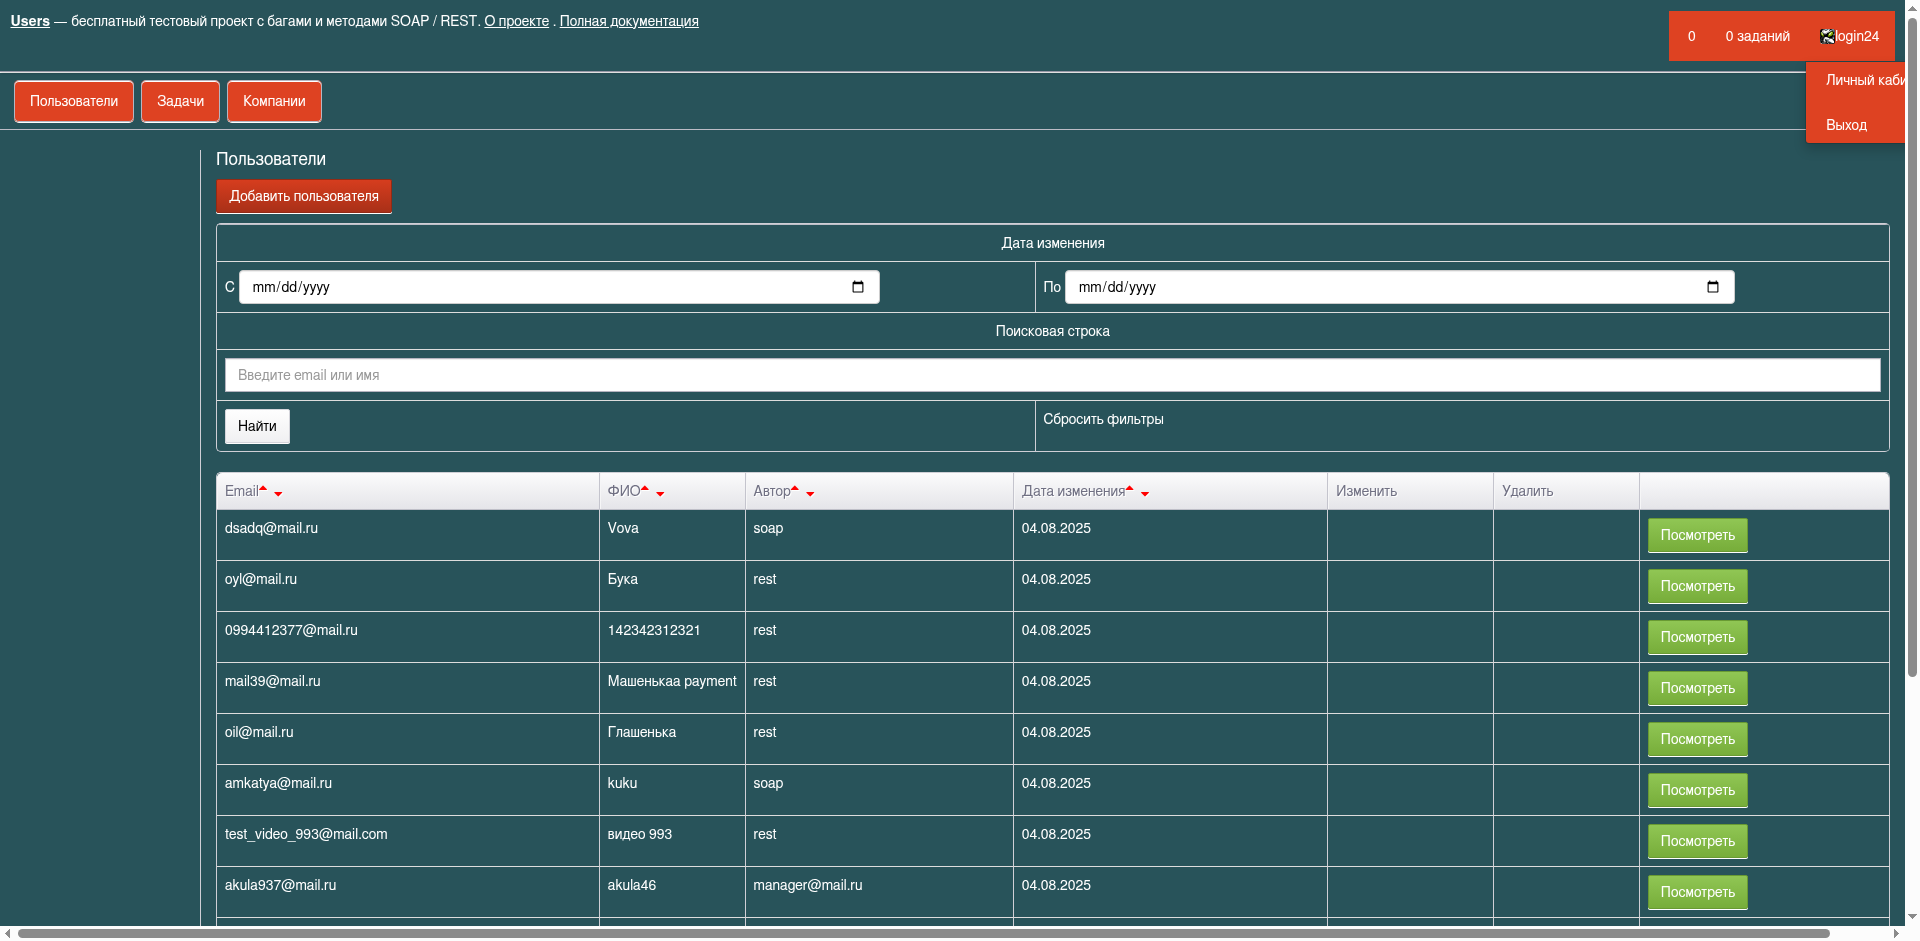 Users — бесплатный тестовый проект с багами и методами SOAP / REST. О проекте . Полная документация
0 0 заданий login24
Личный каби
Выход
Пользователи Задачи Компании
Пользователи
Добавить пользователя
Дата изменения
С mm/dd/yyyy По mm/dd/yyyy
Поисковая строка
Введите email или имя
Найти Сбросить фильтры
Email ФИО Автор Дата изменения Изменить Удалить
dsadq@mail.ru Vova soap 04.08.2025 Посмотреть
oyl@mail.ru Бука rest 04.08.2025 Посмотреть
0994412377@mail.ru 142342312321 rest 04.08.2025 Посмотреть
mail39@mail.ru Машенькаа payment rest 04.08.2025 Посмотреть
oil@mail.ru Глашенька rest 04.08.2025 Посмотреть
amkatya@mail.ru kuku soap 04.08.2025 Посмотреть
test_video_993@mail.com видео 993 rest 04.08.2025 Посмотреть
akula937@mail.ru akula46 manager@mail.ru 04.08.2025 Посмотреть